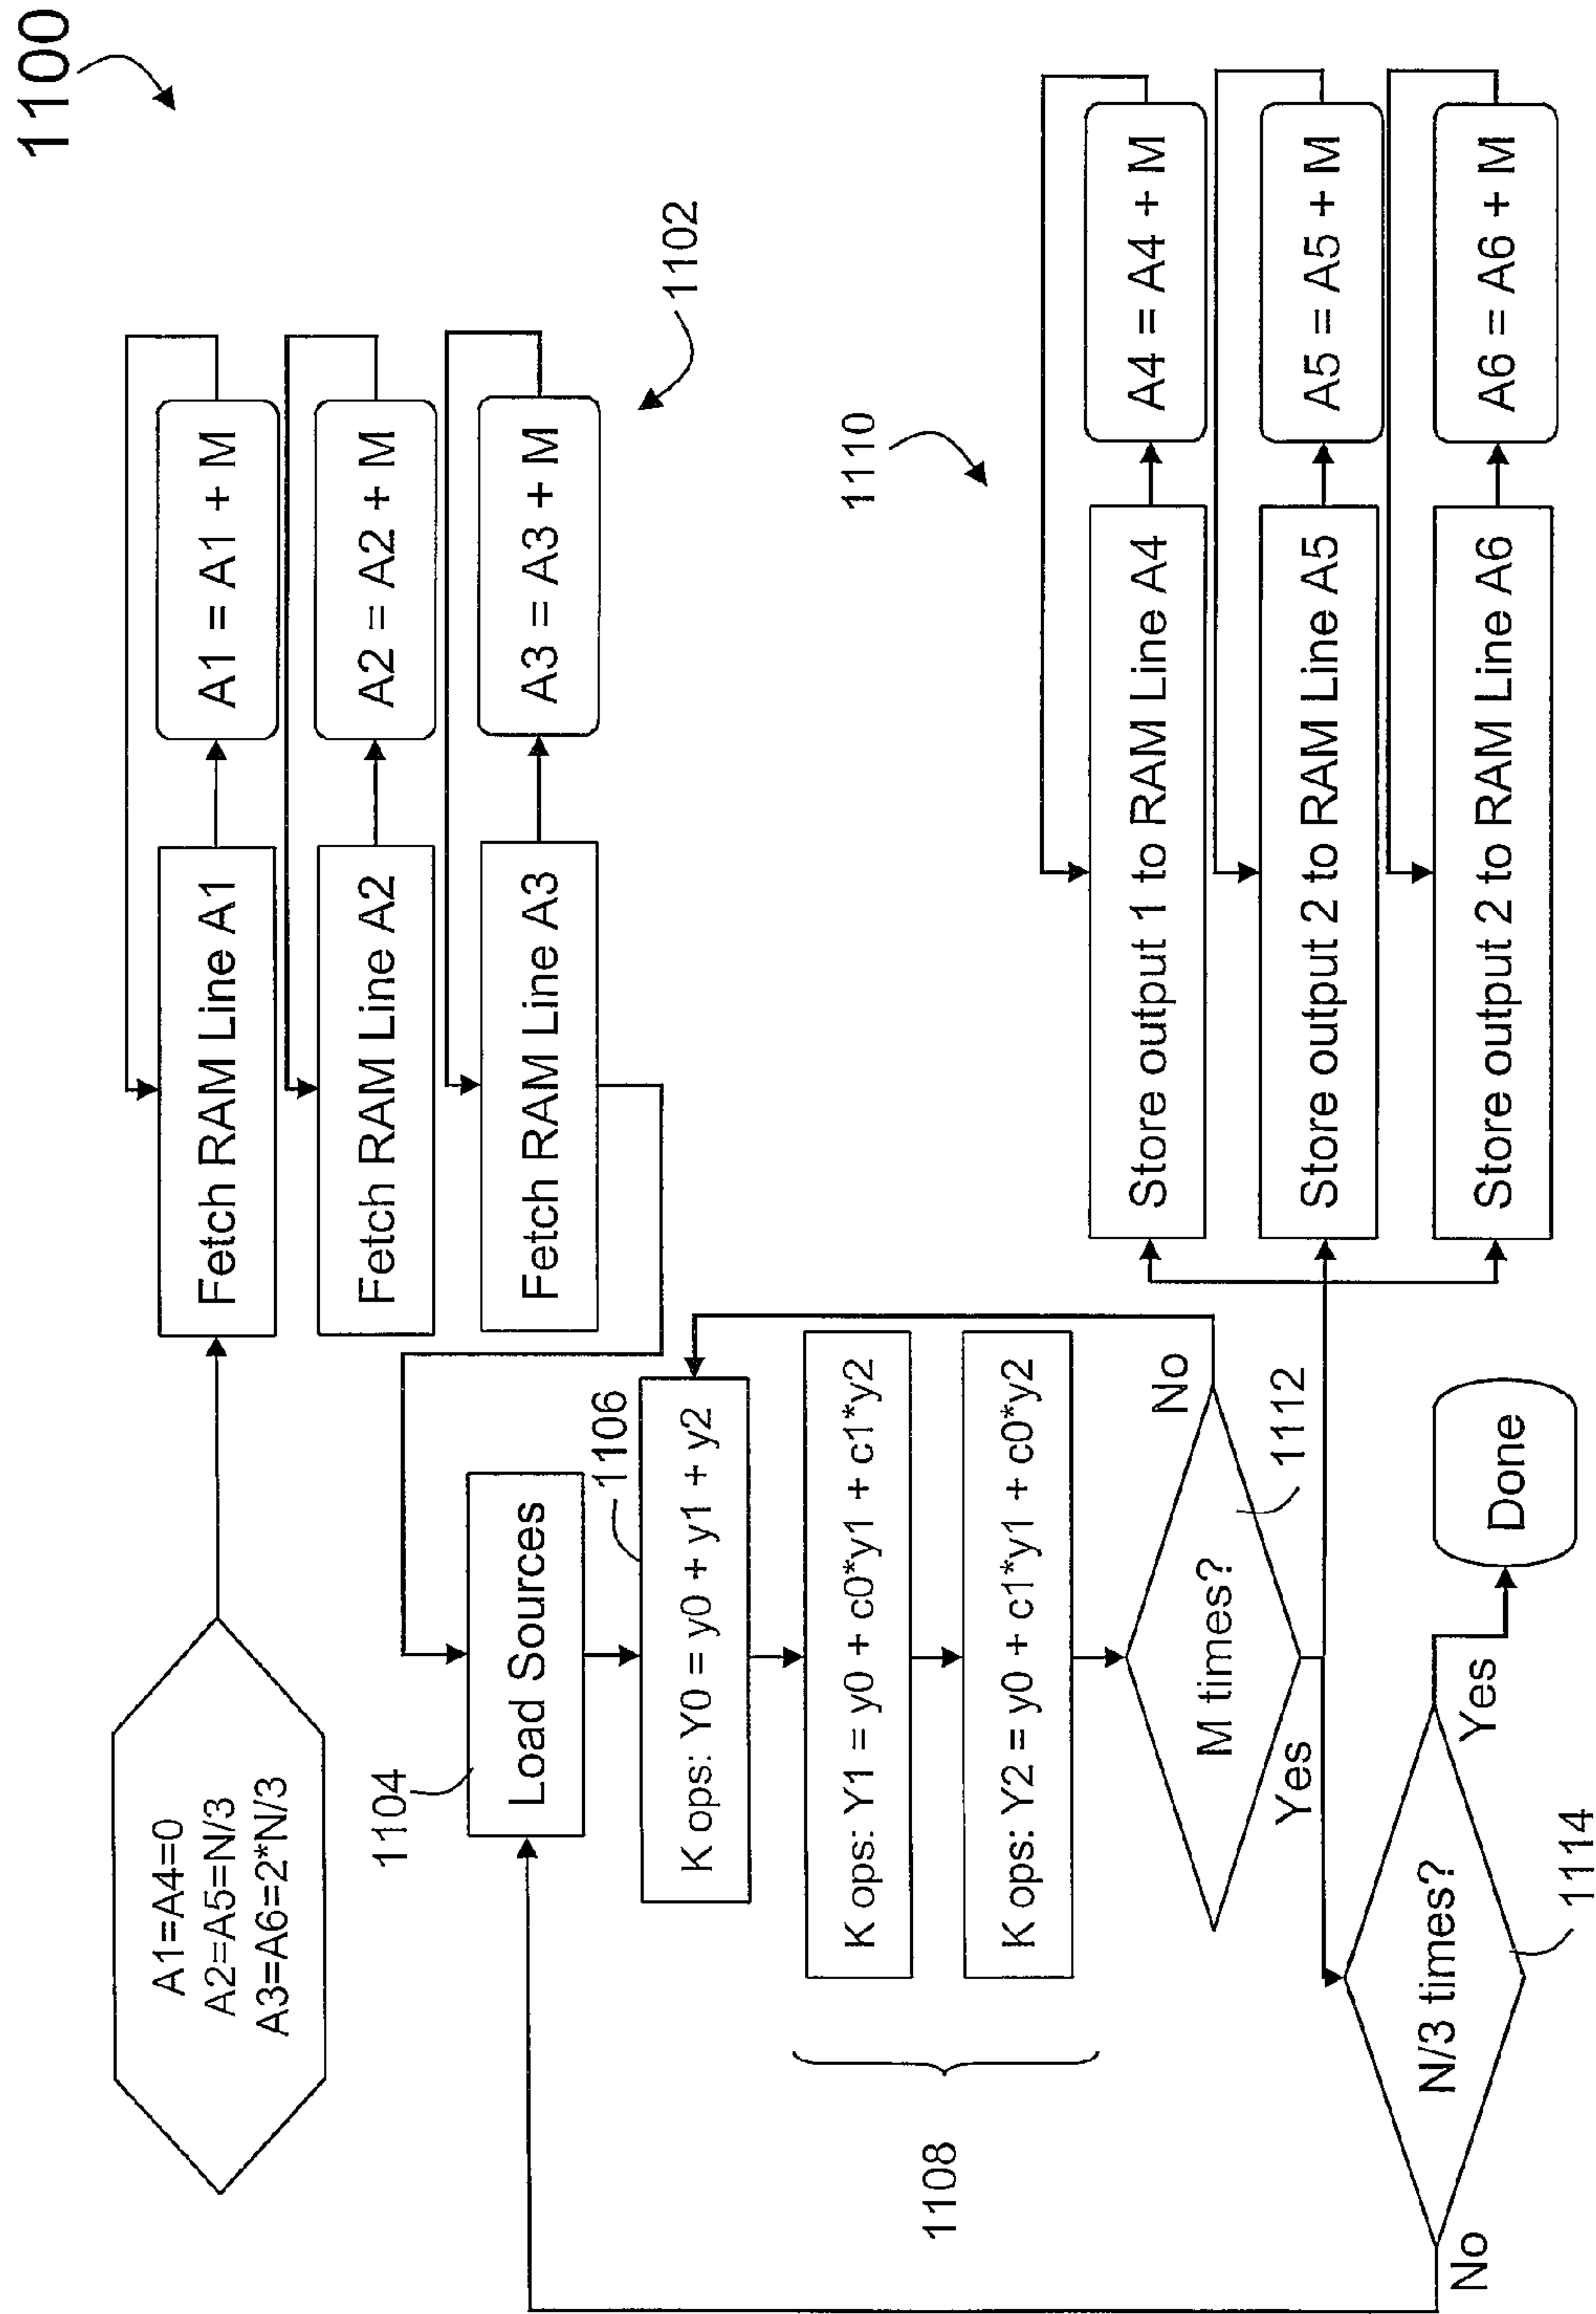 1100
A1=A4=0
A2=A5=N/3
A3=A6=2*N/3
Fetch RAM Line A1
A1 = A1 + M
Fetch RAM Line A2
A2 = A2 + M
Fetch RAM Line A3
A3 = A3 + M
1102
1104
Load Sources
1106
K ops: Y0 = y0 + y1 + y2
K ops: Y1 = y0 + c0*y1 + c1*y2
K ops: Y2 = y0 + c1*y1 + c0*y2
1108
M times?
No
Yes
1112
1110
Store output 1 to RAM Line A4
A4 = A4 + M
Store output 2 to RAM Line A5
A5 = A5 + M
Store output 2 to RAM Line A6
A6 = A6 + M
N/3 times?
No
Yes
1114
Done